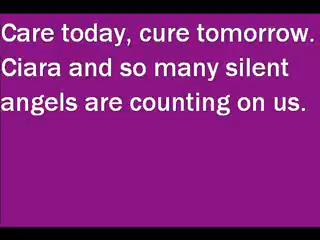 Care today, cure tomorrow.
Ciara and so many silent
angels are counting on us.